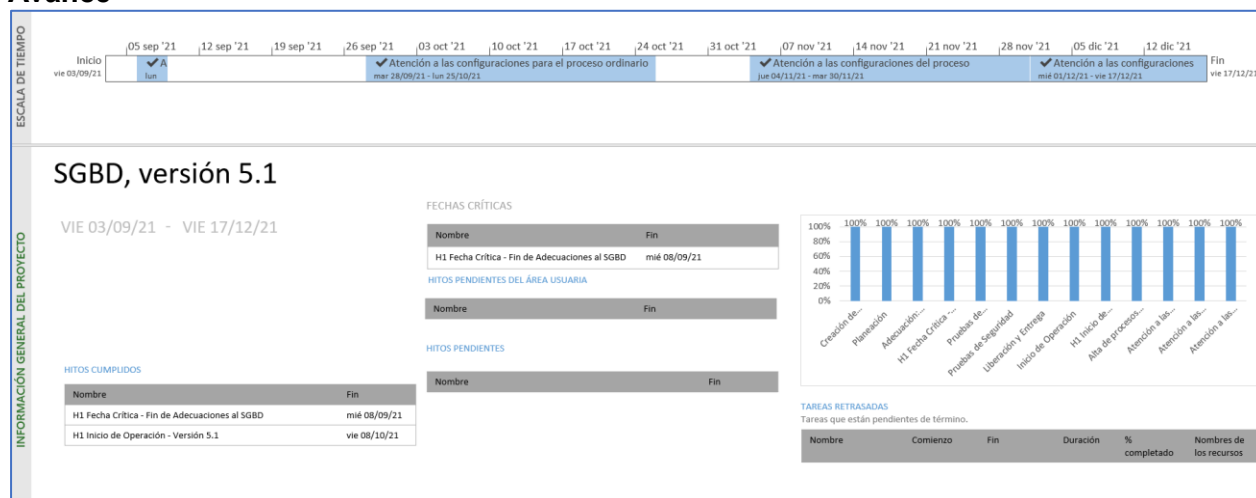 Avance
ESCALA DE TIEMPO
05 sep '21 12 sep '21 19 sep '21 26 sep '21 03 oct '21 10 oct '21 17 oct '21 24 oct '21 31 oct '21 07 nov '21 14 nov '21 21 nov '21 28 nov '21 05 dic '21 12 dic '21
Inicio
vie 03/09/21
✔A
lun
✔Atención a las configuraciones para el proceso ordinario
mar 28/09/21 - lun 25/10/21
✔Atención a las configuraciones del proceso
jue 04/11/21 - mar 30/11/21
✔Atención a las configuraciones
mié 01/12/21 - vie 17/12/21
Fin
vie 17/12/21
INFORMACIÓN GENERAL DEL PROYECTO
SGBD, versión 5.1
VIE 03/09/21 - VIE 17/12/21
HITOS CUMPLIDOS
Nombre Fin
H1 Fecha Crítica - Fin de Adecuaciones al SGBD mié 08/09/21
H1 Inicio de Operación - Versión 5.1 vie 08/10/21
FECHAS CRÍTICAS
Nombre Fin
H1 Fecha Crítica - Fin de Adecuaciones al SGBD mié 08/09/21
HITOS PENDIENTES DEL ÁREA USUARIA
Nombre Fin
HITOS PENDIENTES
Nombre Fin
100% 100% 100% 100% 100% 100% 100% 100% 100% 100% 100% 100% 100%
100%
80%
60%
40%
20%
0%
Creación de...
Planeación
Adecuación:...
H1 Fecha Crítica -...
Pruebas de...
Pruebas de Seguridad
Liberación y Entrega
Inicio de Operación
H1 Inicio de...
Alta de procesos...
Atención a las...
Atención a las...
Atención a las...
TAREAS RETRASADAS
Tareas que están pendientes de término.
Nombre Comienzo Fin Duración % completado Nombres de los recursos